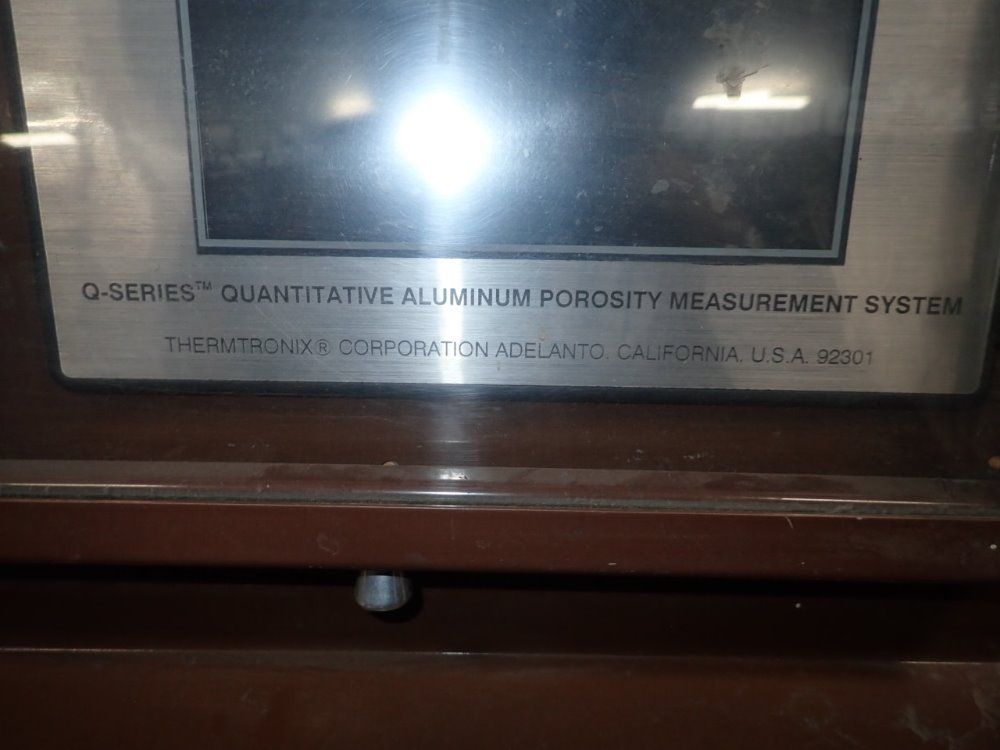 Q-SERIES™ QUANTITATIVE ALUMINUM POROSITY MEASUREMENT SYSTEM
THERMTRONIX® CORPORATION ADELANTO, CALIFORNIA, U.S.A. 92301